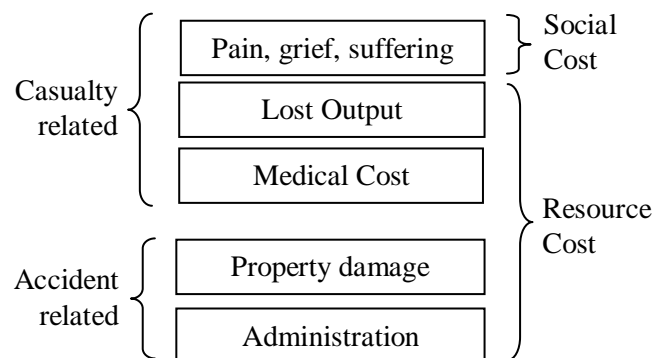 Pain, grief, suffering
Social
Cost
Casualty
related
Lost Output
Medical Cost
Resource
Cost
Property damage
Accident
related
Administration